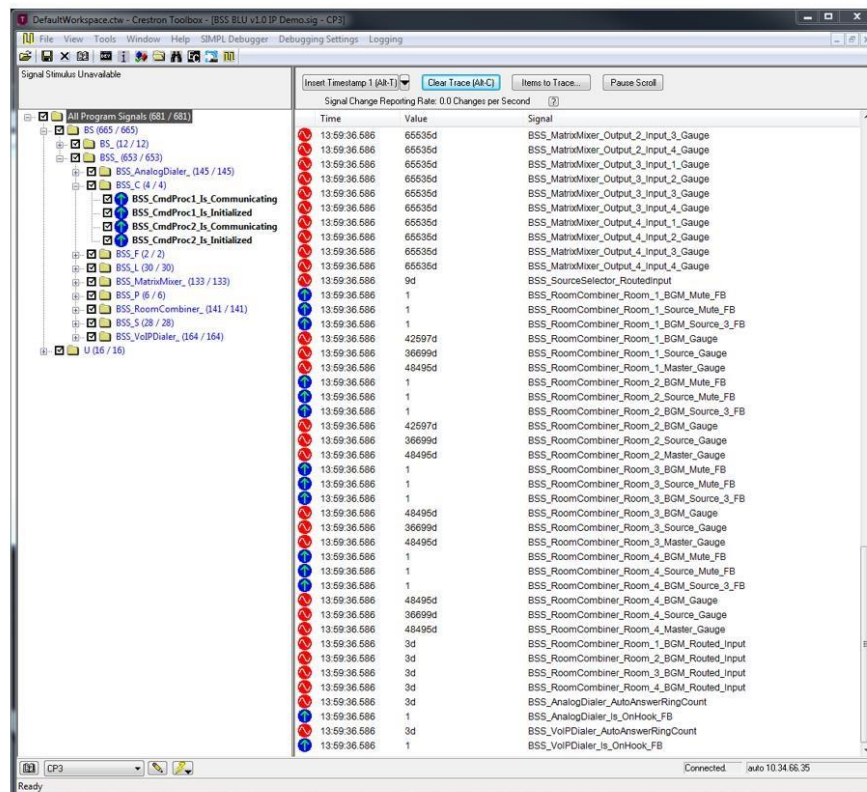 DefaultWorkspace.ctw - Crestron Toolbox - [BSS BLU v1.0 IP Demo.sig - CP3]
File View Tools Window Help SIMPL Debugger Debugging Settings Logging
Signal Stimulus Unavailable
Insert Timestamp 1 (Alt-T) Clear Trace (Alt-C) Items to Trace... Pause Scroll
Signal Change Reporting Rate: 0.0 Changes per Second [?]
All Program Signals (681 / 681)
BS (665 / 665)
BS_ (12 / 12)
BSS_ (653 / 653)
BSS_AnalogDialer_ (145 / 145)
BSS_C (4 / 4)
BSS_CmdProc1_Is_Communicating
BSS_CmdProc1_Is_Initialized
BSS_CmdProc2_Is_Communicating
BSS_CmdProc2_Is_Initialized
BSS_F (2 / 2)
BSS_L (30 / 30)
BSS_MatrixMixer_ (133 / 133)
BSS_P (6 / 6)
BSS_RoomCombiner_ (141 / 141)
BSS_S (28 / 28)
BSS_VoIPDialer_ (164 / 164)
U (16 / 16)
Time Value Signal
13:59:36.586 65535d BSS_MatrixMixer_Output_2_Input_3_Gauge
13:59:36.586 65535d BSS_MatrixMixer_Output_2_Input_4_Gauge
13:59:36.586 65535d BSS_MatrixMixer_Output_3_Input_1_Gauge
13:59:36.586 65535d BSS_MatrixMixer_Output_3_Input_2_Gauge
13:59:36.586 65535d BSS_MatrixMixer_Output_3_Input_3_Gauge
13:59:36.586 65535d BSS_MatrixMixer_Output_3_Input_4_Gauge
13:59:36.586 65535d BSS_MatrixMixer_Output_4_Input_1_Gauge
13:59:36.586 65535d BSS_MatrixMixer_Output_4_Input_2_Gauge
13:59:36.586 65535d BSS_MatrixMixer_Output_4_Input_3_Gauge
13:59:36.586 65535d BSS_MatrixMixer_Output_4_Input_4_Gauge
13:59:36.586 9d BSS_SourceSelector_RoutedInput
13:59:36.586 1 BSS_RoomCombiner_Room_1_BGM_Mute_FB
13:59:36.586 1 BSS_RoomCombiner_Room_1_Source_Mute_FB
13:59:36.586 1 BSS_RoomCombiner_Room_1_BGM_Source_3_FB
13:59:36.586 42597d BSS_RoomCombiner_Room_1_BGM_Gauge
13:59:36.586 36699d BSS_RoomCombiner_Room_1_Source_Gauge
13:59:36.586 48495d BSS_RoomCombiner_Room_1_Master_Gauge
13:59:36.586 1 BSS_RoomCombiner_Room_2_BGM_Mute_FB
13:59:36.586 1 BSS_RoomCombiner_Room_2_Source_Mute_FB
13:59:36.586 1 BSS_RoomCombiner_Room_2_BGM_Source_3_FB
13:59:36.586 42597d BSS_RoomCombiner_Room_2_BGM_Gauge
13:59:36.586 36699d BSS_RoomCombiner_Room_2_Source_Gauge
13:59:36.586 48495d BSS_RoomCombiner_Room_2_Master_Gauge
13:59:36.586 1 BSS_RoomCombiner_Room_3_BGM_Mute_FB
13:59:36.586 1 BSS_RoomCombiner_Room_3_Source_Mute_FB
13:59:36.586 1 BSS_RoomCombiner_Room_3_BGM_Source_3_FB
13:59:36.586 48495d BSS_RoomCombiner_Room_3_BGM_Gauge
13:59:36.586 36699d BSS_RoomCombiner_Room_3_Source_Gauge
13:59:36.586 48495d BSS_RoomCombiner_Room_3_Master_Gauge
13:59:36.586 1 BSS_RoomCombiner_Room_4_BGM_Mute_FB
13:59:36.586 1 BSS_RoomCombiner_Room_4_Source_Mute_FB
13:59:36.586 1 BSS_RoomCombiner_Room_4_BGM_Source_3_FB
13:59:36.586 48495d BSS_RoomCombiner_Room_4_BGM_Gauge
13:59:36.586 36699d BSS_RoomCombiner_Room_4_Source_Gauge
13:59:36.586 48495d BSS_RoomCombiner_Room_4_Master_Gauge
13:59:36.586 3d BSS_RoomCombiner_Room_1_BGM_Routed_Input
13:59:36.586 3d BSS_RoomCombiner_Room_2_BGM_Routed_Input
13:59:36.586 3d BSS_RoomCombiner_Room_3_BGM_Routed_Input
13:59:36.586 3d BSS_RoomCombiner_Room_4_BGM_Routed_Input
13:59:36.586 3d BSS_AnalogDialer_AutoAnswerRingCount
13:59:36.586 1 BSS_AnalogDialer_Is_OnHook_FB
13:59:36.586 3d BSS_VoIPDialer_AutoAnswerRingCount
13:59:36.586 1 BSS_VoIPDialer_Is_OnHook_FB
CP3 Connected. auto 10.34.66.35
Ready